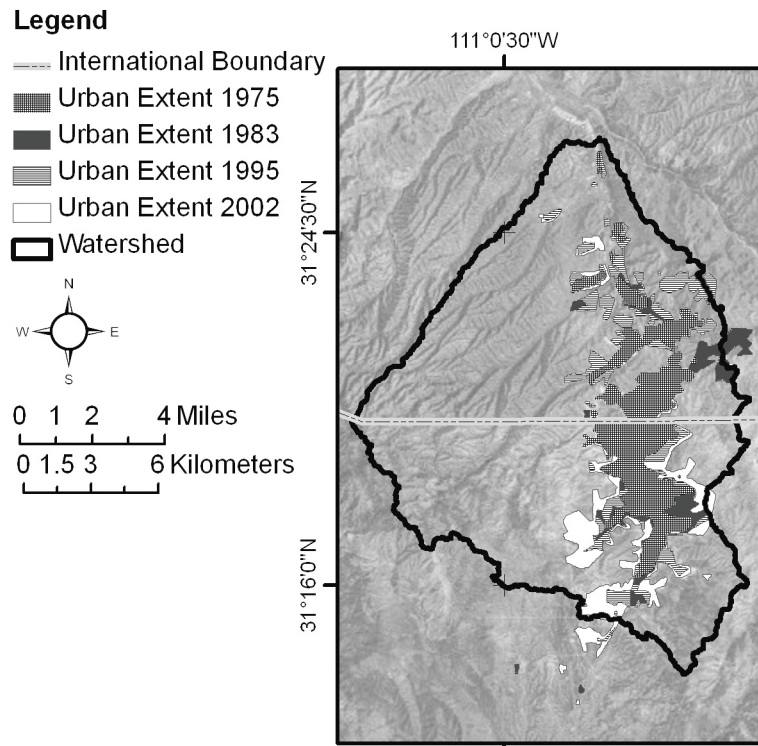 Legend
International Boundary
Urban Extent 1975
Urban Extent 1983
Urban Extent 1995
Urban Extent 2002
Watershed
N
W E
S
0 1 2 4 Miles
0 1.5 3 6 Kilometers
111°0'30"W
31°24'30"N
31°16'0"N